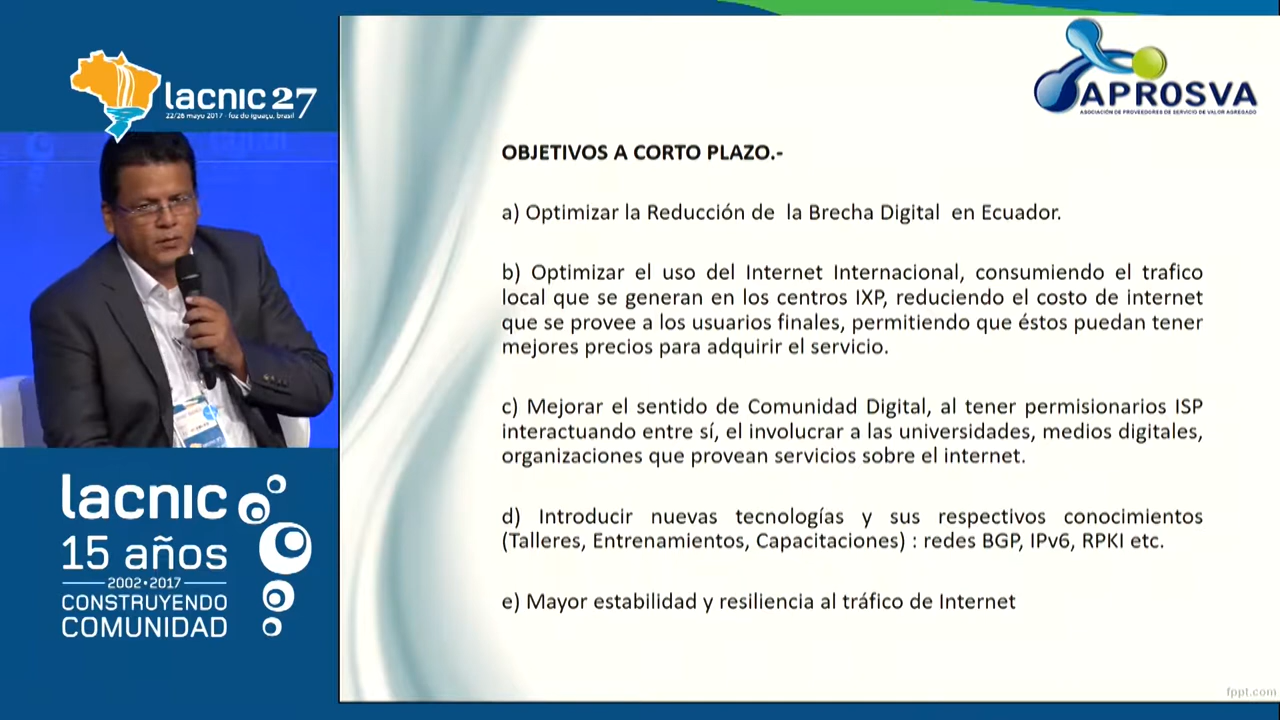 lacnic 27
22/26 mayo 2017 - foz do iguaçu, brasil
lacnic
15 años
2002•2017
CONSTRUYENDO
COMUNIDAD
APROSVA
ASOCIACIÓN DE PROVEEDORES DE SERVICIO DE VALOR AGREGADO
OBJETIVOS A CORTO PLAZO.-
a) Optimizar la Reducción de la Brecha Digital en Ecuador.
b) Optimizar el uso del Internet Internacional, consumiendo el trafico
local que se generan en los centros IXP, reduciendo el costo de internet
que se provee a los usuarios finales, permitiendo que éstos puedan tener
mejores precios para adquirir el servicio.
c) Mejorar el sentido de Comunidad Digital, al tener permisionarios ISP
interactuando entre sí, el involucrar a las universidades, medios digitales,
organizaciones que provean servicios sobre el internet.
d) Introducir nuevas tecnologías y sus respectivos conocimientos
(Talleres, Entrenamientos, Capacitaciones) : redes BGP, IPv6, RPKI etc.
e) Mayor estabilidad y resiliencia al tráfico de Internet
fppt.com